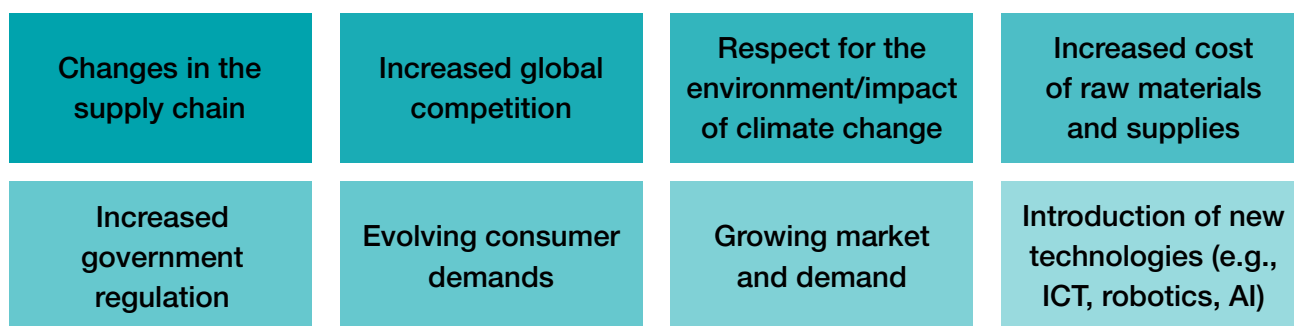 Changes in the
supply chain
Increased global
competition
Respect for the
environment/impact
of climate change
Increased cost
of raw materials
and supplies
Increased
government
regulation
Evolving consumer
demands
Growing market
and demand
Introduction of new
technologies (e.g.,
ICT, robotics, AI)